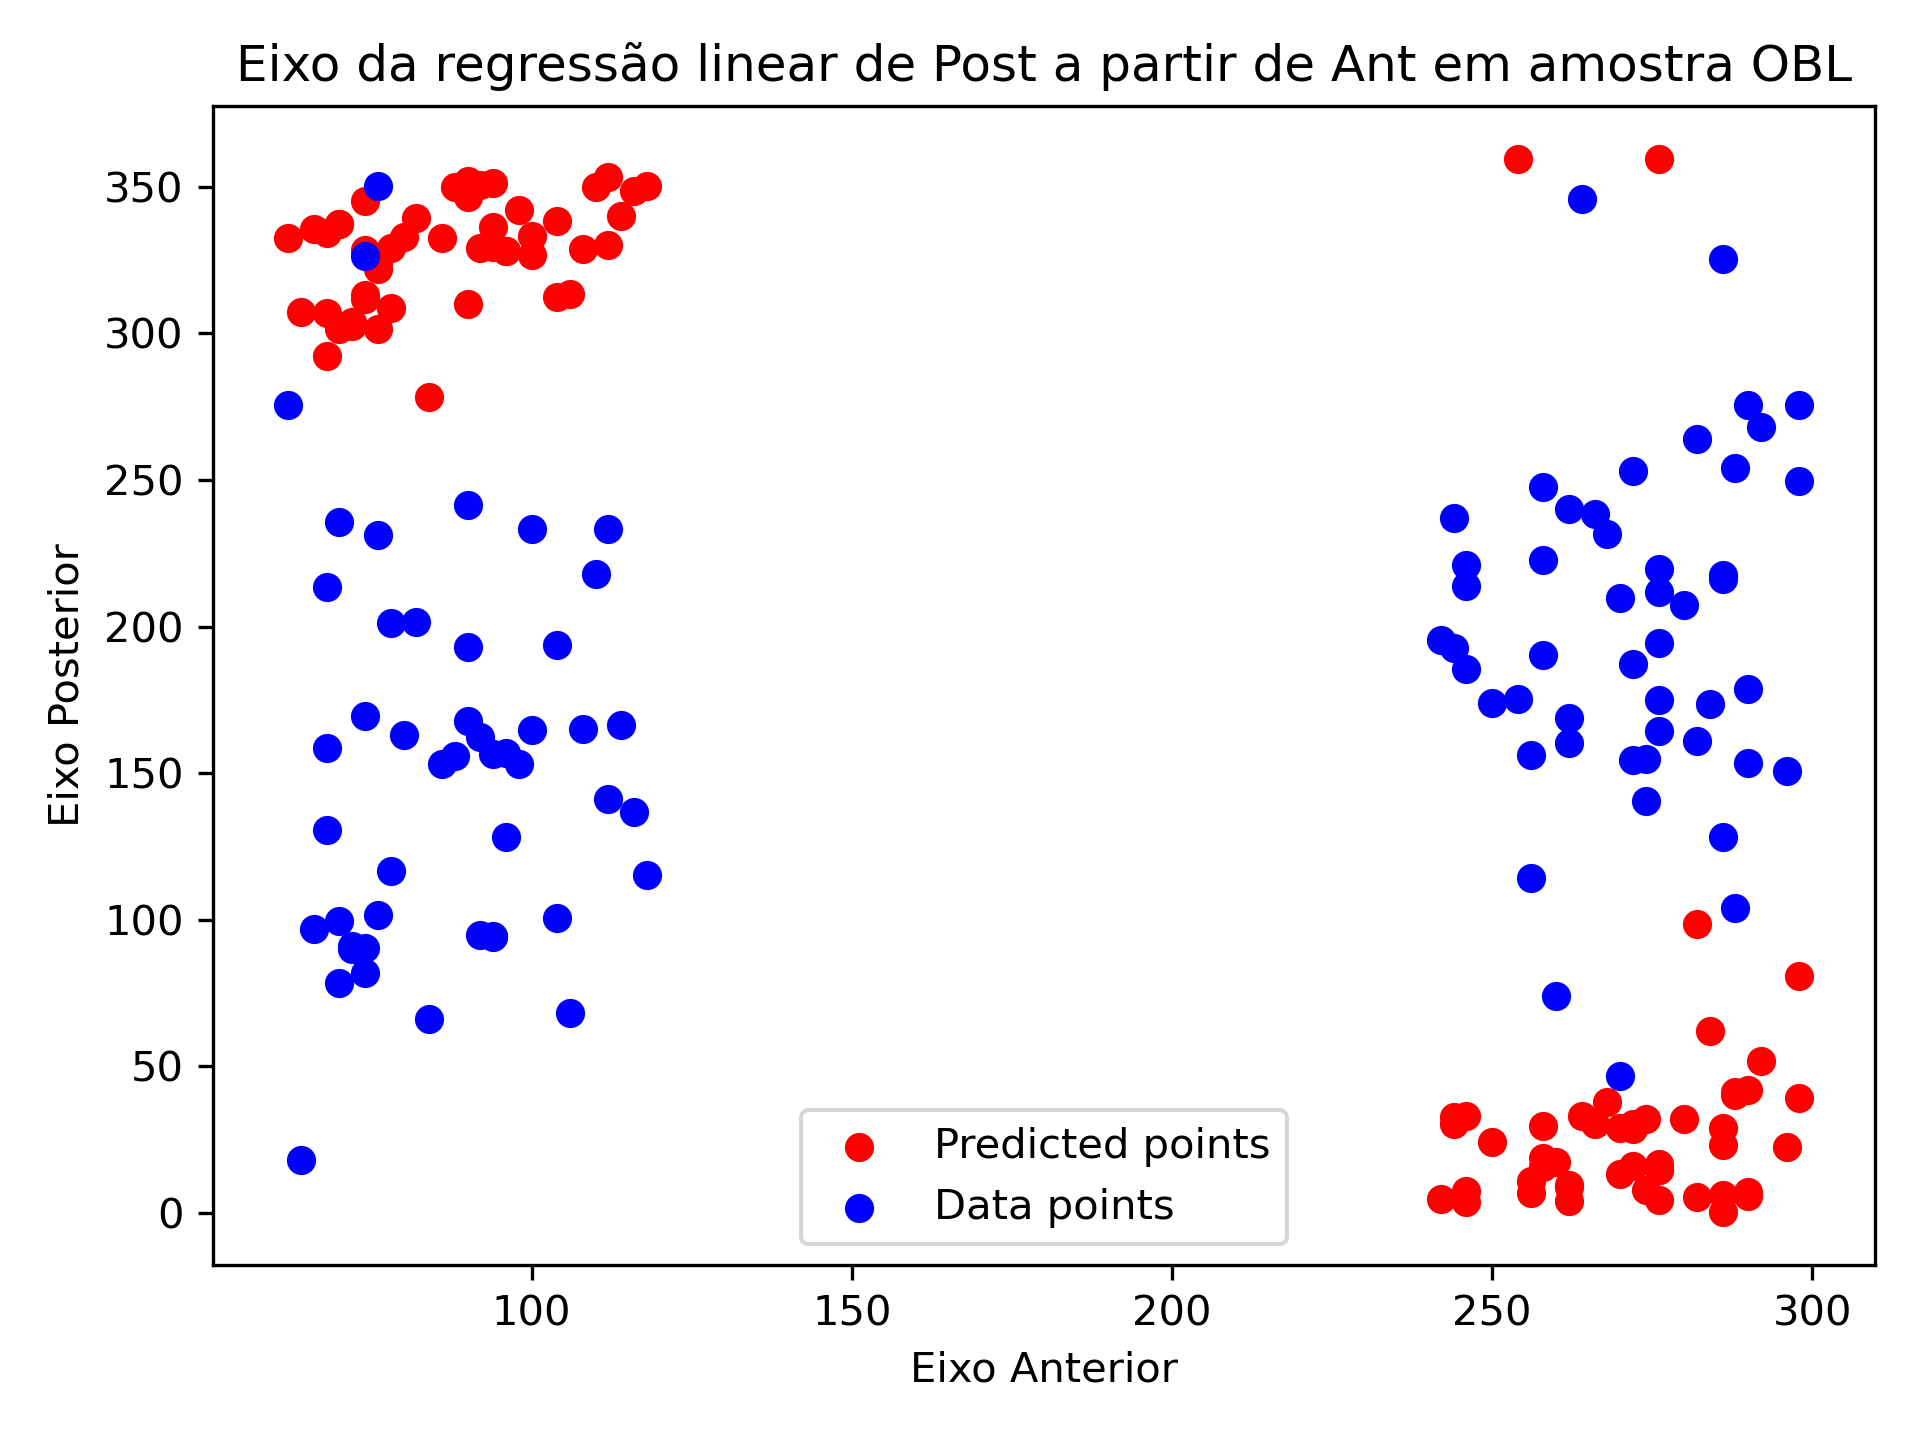 Eixo da regressão linear de Post a partir de Ant em amostra OBL
Eixo Posterior
350
300
250
200
150
100
50
0
Predicted points
Data points
100 150 200 250 300
Eixo Anterior